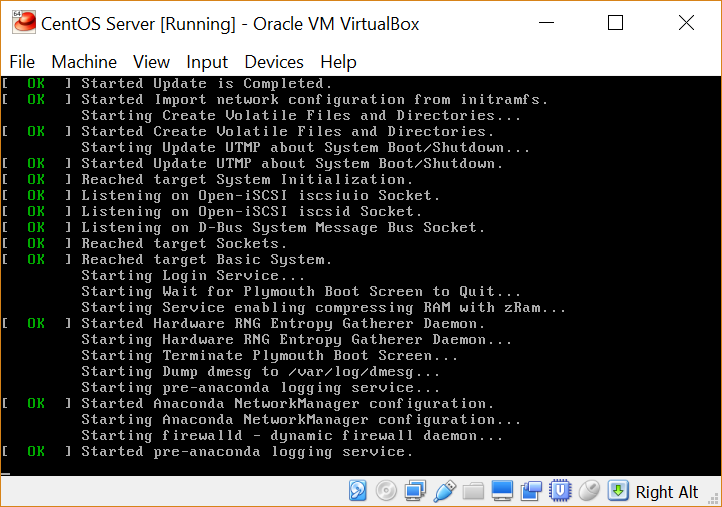 64
CentOS Server [Running] - Oracle VM VirtualBox
File Machine View Input Devices Help
[ OK ] Started Update is Completed.
[ OK ] Started Import network configuration from initramfs.
Starting Create Volatile Files and Directories...
[ OK ] Started Create Volatile Files and Directories.
Starting Update UTMP about System Boot/Shutdown...
[ OK ] Started Update UTMP about System Boot/Shutdown.
[ OK ] Reached target System Initialization.
[ OK ] Listening on Open-iSCSI iscsiuio Socket.
[ OK ] Listening on Open-iSCSI iscsid Socket.
[ OK ] Listening on D-Bus System Message Bus Socket.
[ OK ] Reached target Sockets.
[ OK ] Reached target Basic System.
Starting Login Service...
Starting Wait for Plymouth Boot Screen to Quit...
Starting Service enabling compressing RAM with zRam...
[ OK ] Started Hardware RNG Entropy Gatherer Daemon.
Starting Hardware RNG Entropy Gatherer Daemon...
Starting Terminate Plymouth Boot Screen...
Starting Dump dmesg to /var/log/dmesg...
Starting pre-anaconda logging service...
[ OK ] Started Anaconda NetworkManager configuration.
Starting Anaconda NetworkManager configuration...
Starting firewalld - dynamic firewall daemon...
[ OK ] Started pre-anaconda logging service.
Right Alt